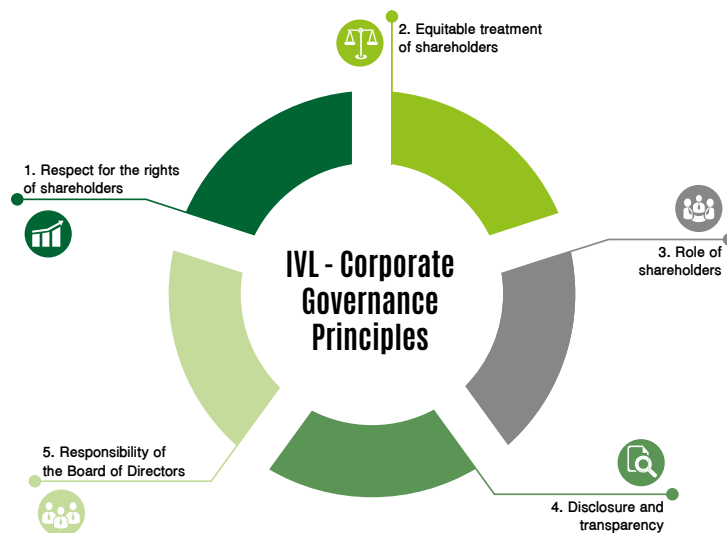 2. Equitable treatment
of shareholders
1. Respect for the rights
of shareholders
3. Role of
shareholders
IVL - Corporate
Governance
Principles
5. Responsibility of
the Board of Directors
4. Disclosure and
transparency